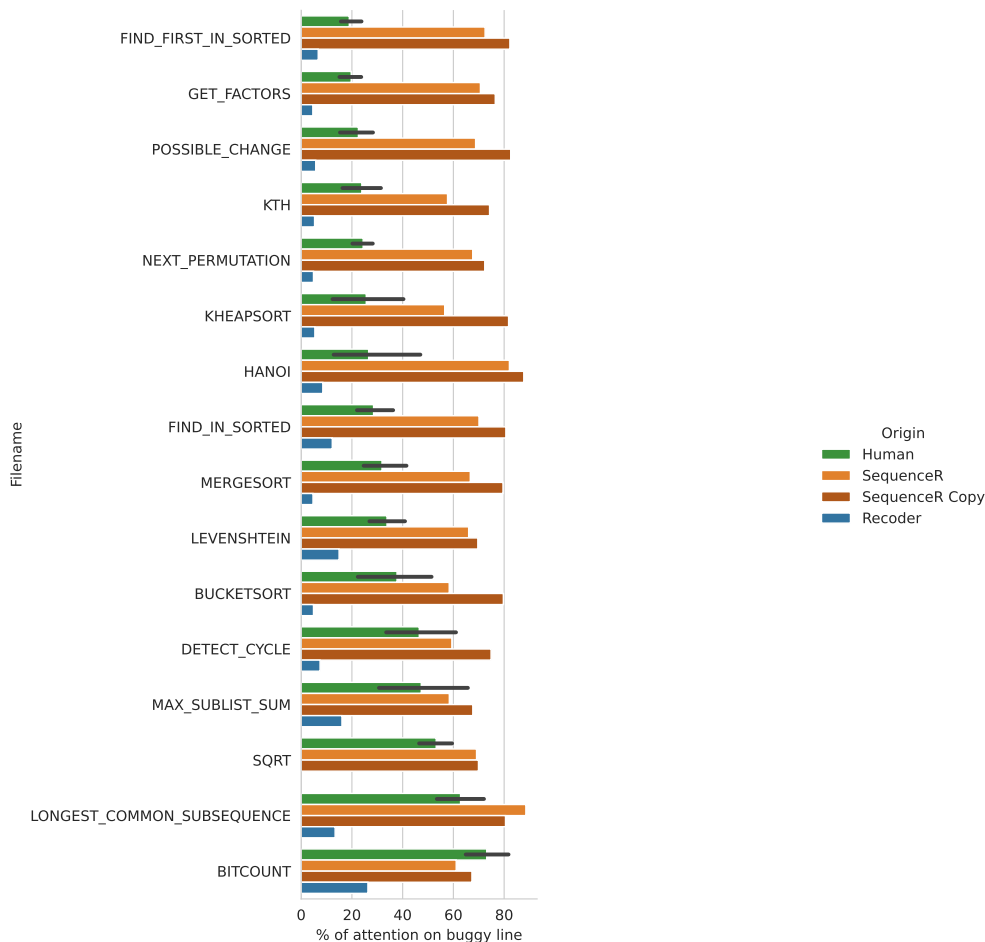 FIND_FIRST_IN_SORTED
GET_FACTORS
POSSIBLE_CHANGE
KTH
NEXT_PERMUTATION
KHEAPSORT
HANOI
FIND_IN_SORTED
MERGESORT
LEVENSHTEIN
BUCKETSORT
DETECT_CYCLE
MAX_SUBLIST_SUM
SQRT
LONGEST_COMMON_SUBSEQUENCE
BITCOUNT
Filename
0 20 40 60 80
% of attention on buggy line
Origin
Human
SequenceR
SequenceR Copy
Recoder